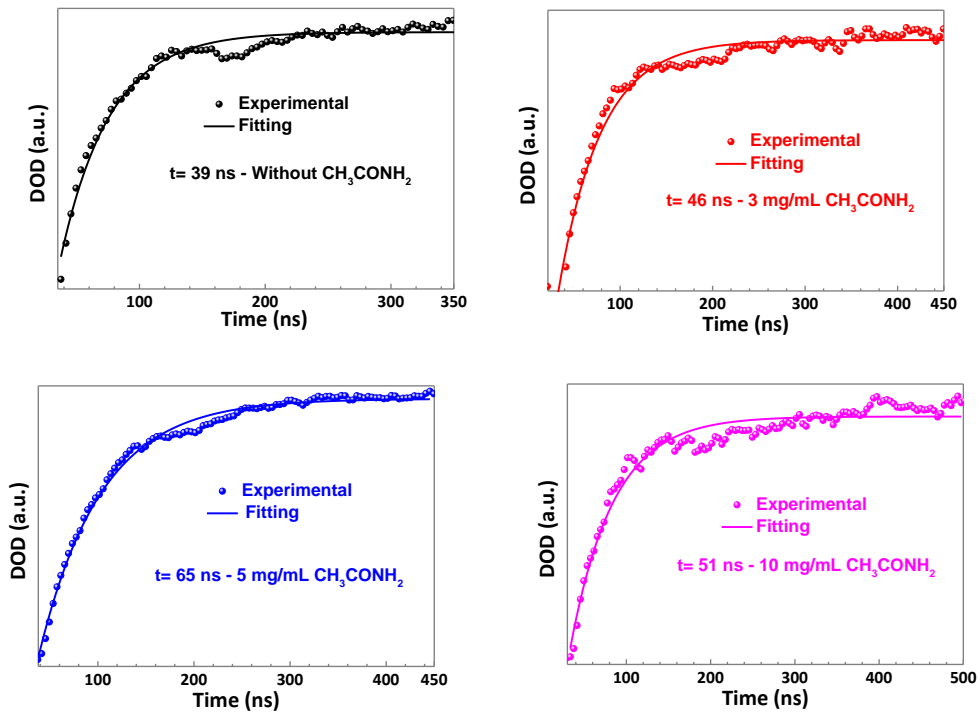 DOD (a.u.)
Experimental
Fitting
t= 39 ns - Without CH₃CONH₂
100 200 300 350
Time (ns)
DOD (a.u.)
Experimental
Fitting
t= 46 ns - 3 mg/mL CH₃CONH₂
100 200 300 400 450
Time (ns)
DOD (a.u.)
Experimental
Fitting
t= 65 ns - 5 mg/mL CH₃CONH₂
100 200 300 400 450
Time (ns)
DOD (a.u.)
Experimental
Fitting
t= 51 ns - 10 mg/mL CH₃CONH₂
100 200 300 400 500
Time (ns)